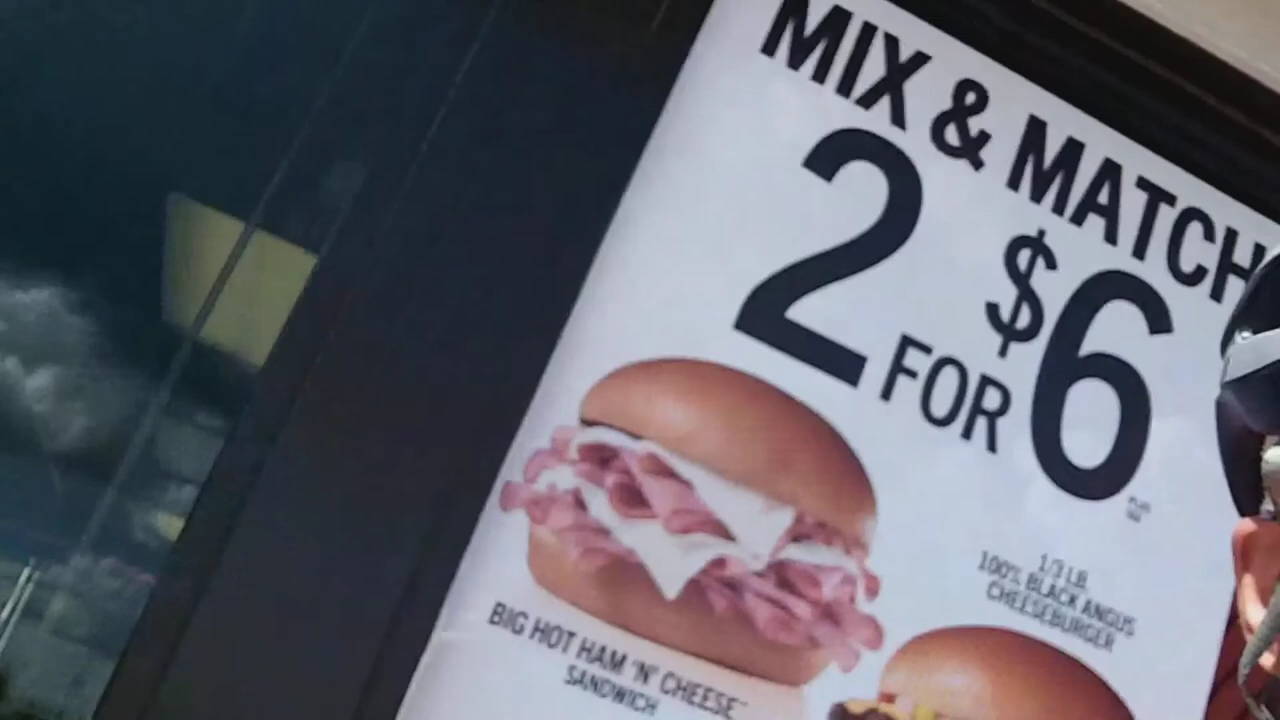 MIX & MATCH
2 FOR $6
1/3 LB.
100% BLACK ANGUS
CHEESEBURGER
BIG HOT HAM 'N' CHEESE
SANDWICH